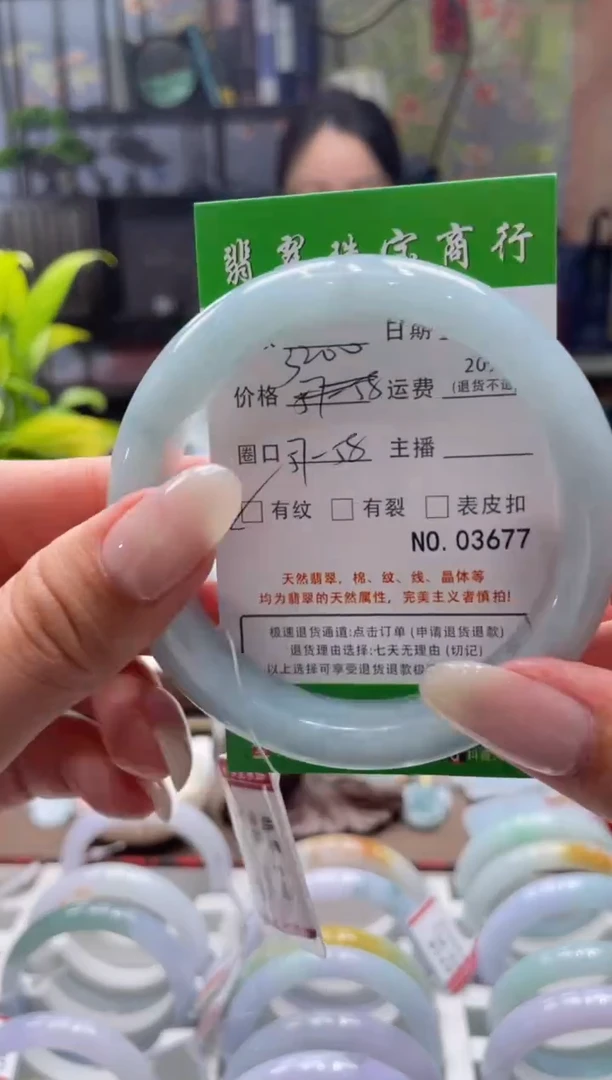 翡翠珠宝商行
5200 日期
价格 运费 20
(退货不退
圈口 主播
有纹 有裂 表皮扣
NO. 03677
天然翡翠,棉、纹、线、晶体等
均为翡翠的天然属性,完美主义者慎拍!
极速退货通道:点击订单(申请退货退款)
退货理由选择:七天无理由(切记)
以上选择可享受退货退款极